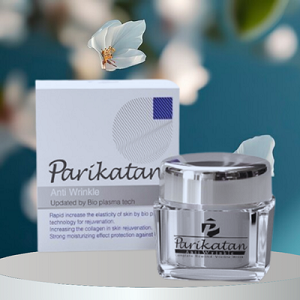 Parikatan
Anti Wrinkle
Updated by Bio plasma tech
Rapid increase the elasticity of skin by bio p
technology for rejuvenation.
Increasing the collagen in skin rejuvenation.
Strong moisturizing effect protection against
P
Parikatan
Anti Wrinkle